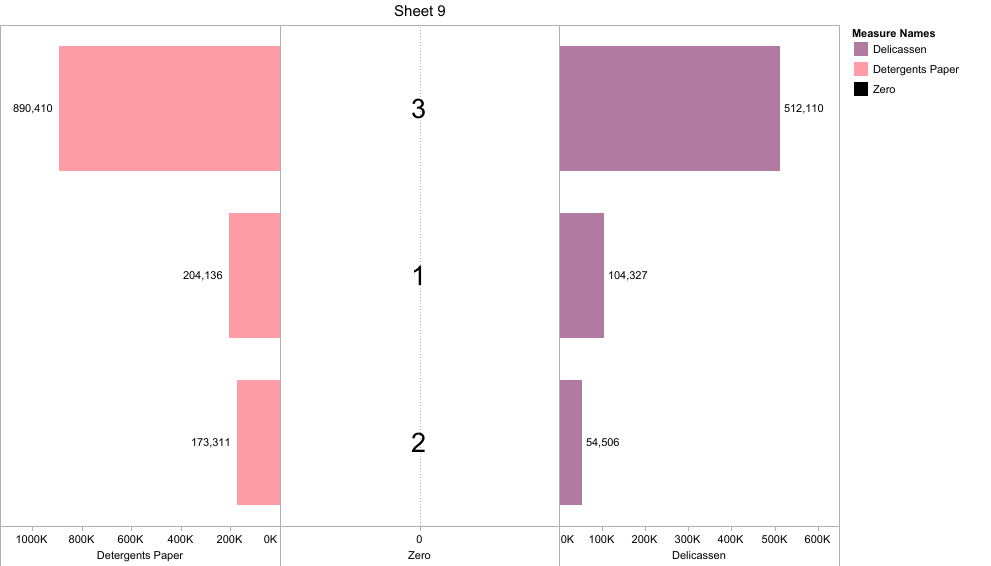 Sheet 9
Measure Names
Delicassen
Detergents Paper
Zero
890,410
3
512,110
204,136
1
104,327
173,311
2
54,506
1000K 800K 600K 400K 200K 0K
0
0K 100K 200K 300K 400K 500K 600K
Detergents Paper
Zero
Delicassen